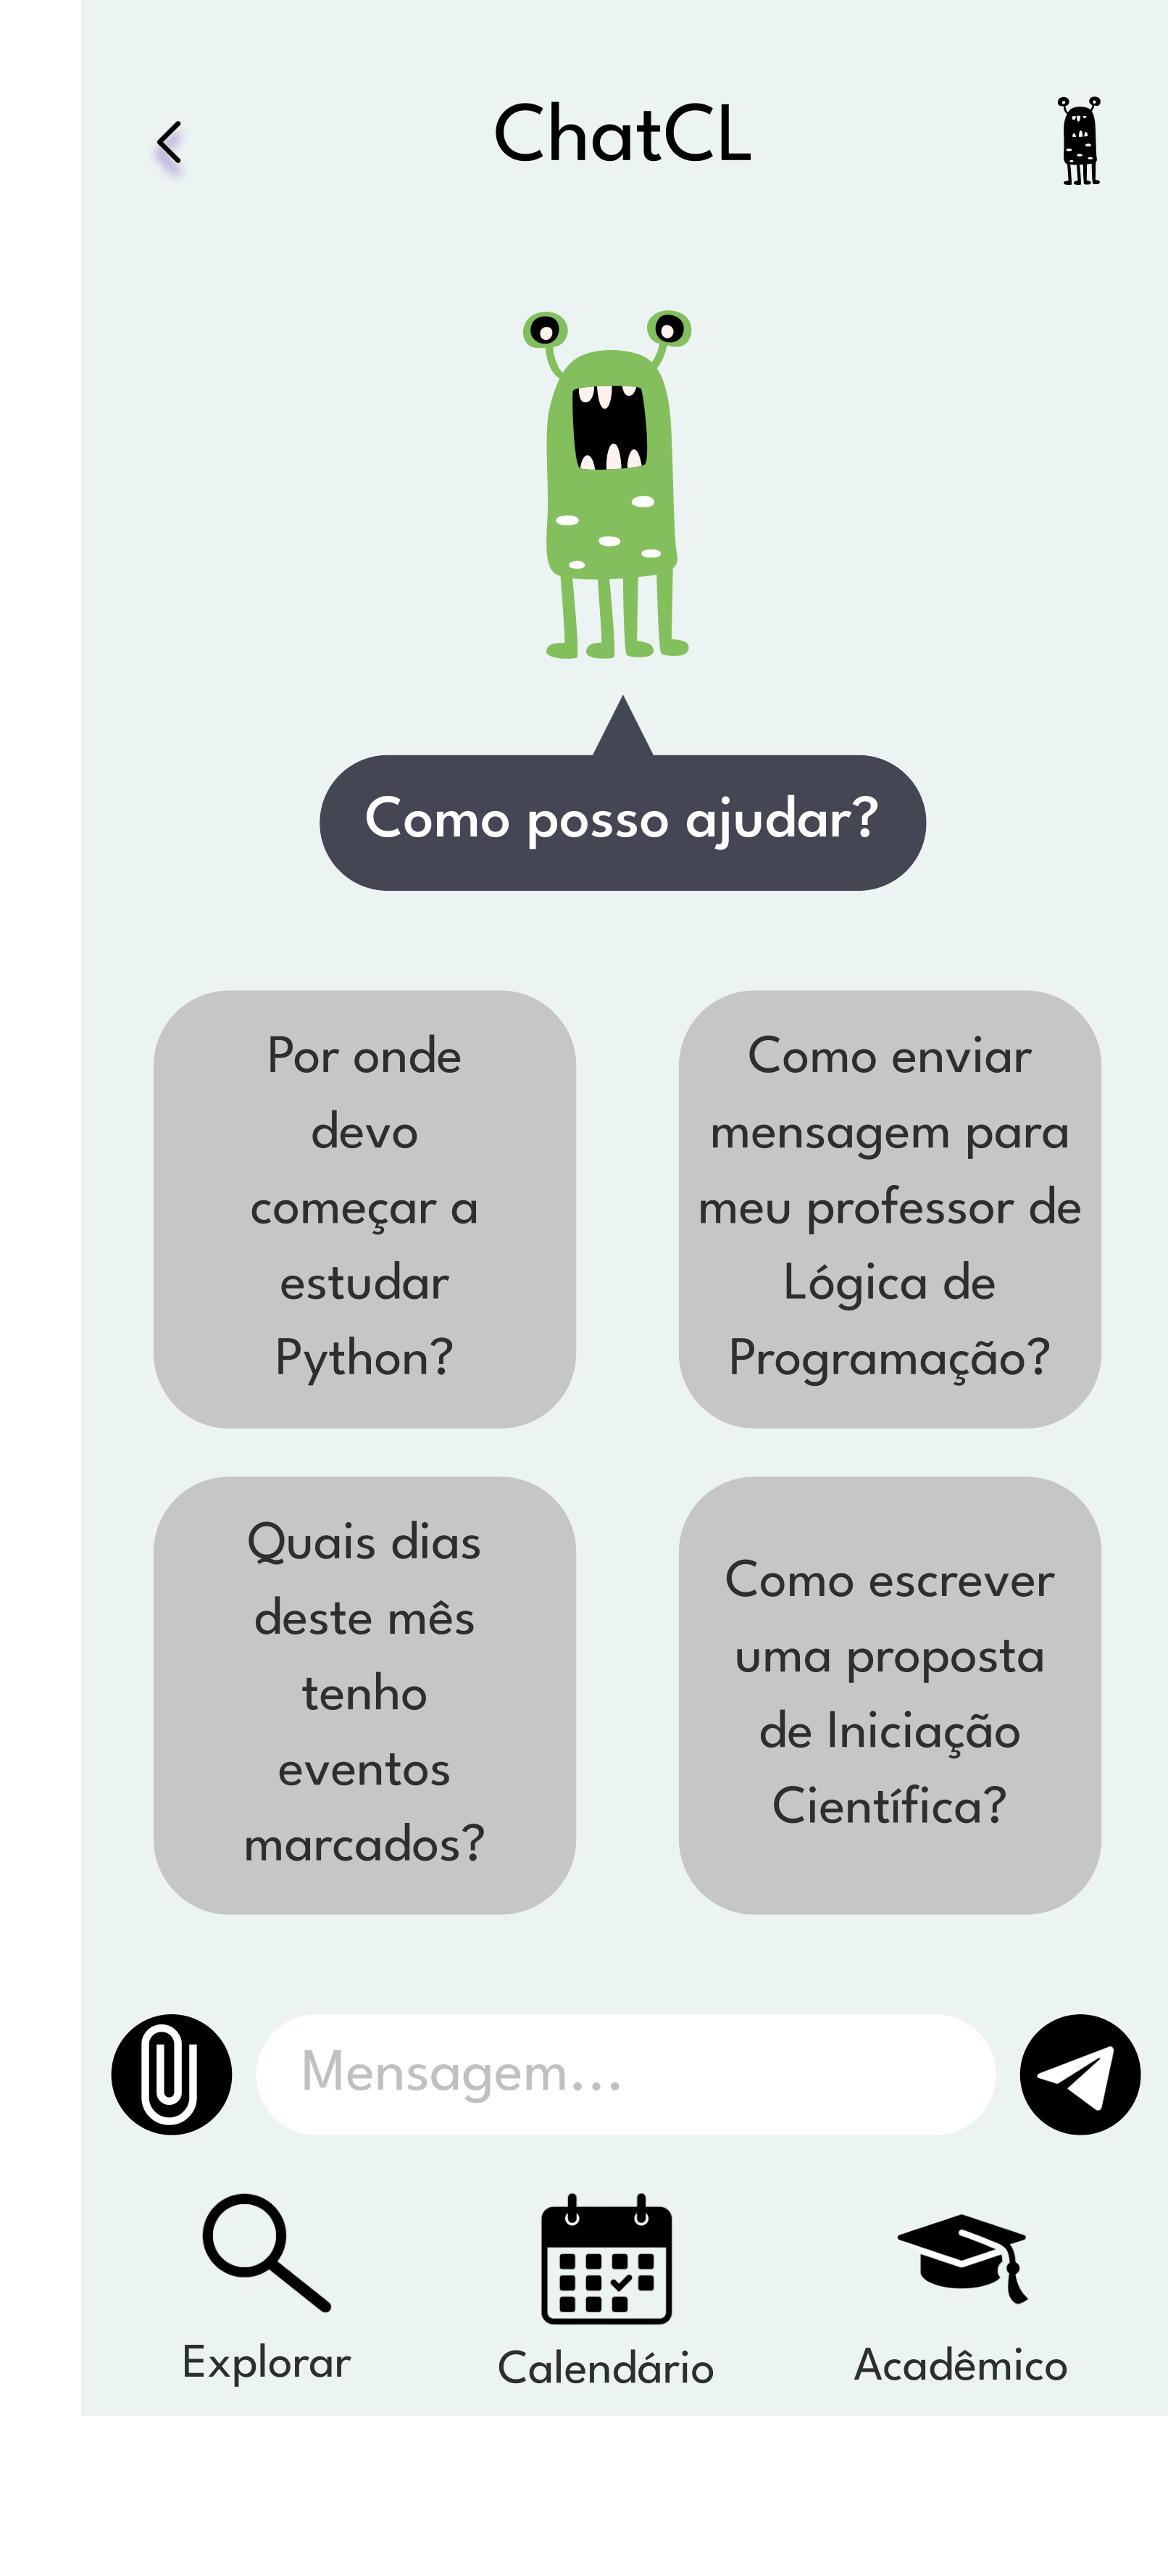 ChatCL
Como posso ajudar?
Por onde
devo
começar a
estudar
Python?
Como enviar
mensagem para
meu professor de
Lógica de
Programação?
Quais dias
deste mês
tenho
eventos
marcados?
Como escrever
uma proposta
de Iniciação
Científica?
Mensagem...
Explorar
Calendário
Acadêmico